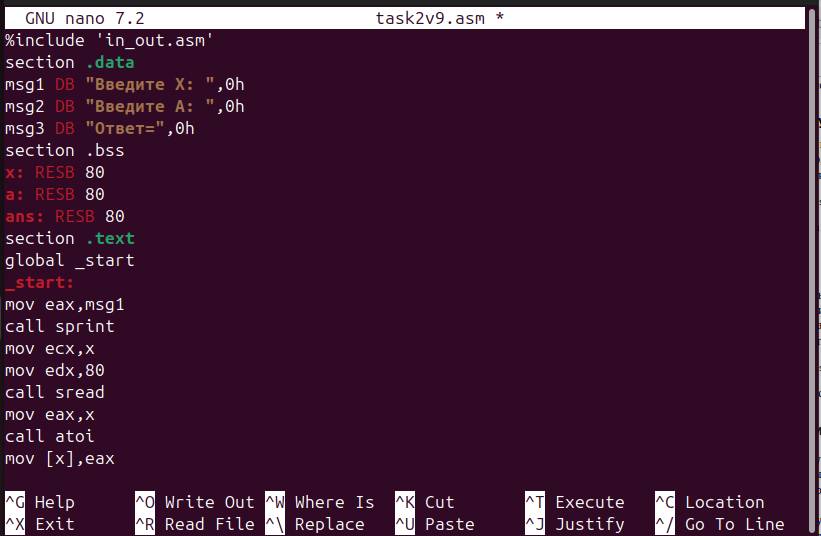 GNU nano 7.2 task2v9.asm *
%include 'in_out.asm'
section .data
msg1 DB "Введите X: ",0h
msg2 DB "Введите A: ",0h
msg3 DB "Ответ=",0h
section .bss
x: RESB 80
a: RESB 80
ans: RESB 80
section .text
global _start
_start:
mov eax,msg1
call sprint
mov ecx,x
mov edx,80
call sread
mov eax,x
call atoi
mov [x],eax
^G Help ^O Write Out ^W Where Is ^K Cut ^T Execute ^C Location
^X Exit ^R Read File ^\ Replace ^U Paste ^J Justify ^/ Go To Line